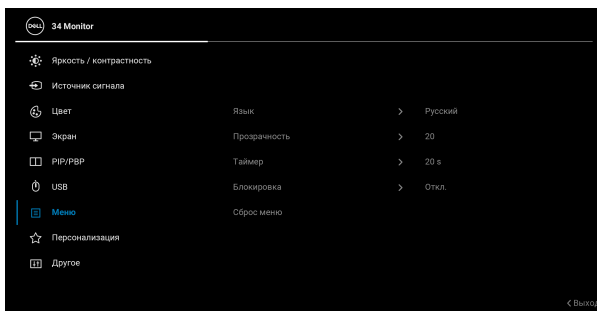 DELL 34 Monitor
Яркость / контрастность
Источник сигнала
Цвет Язык Русский
Экран Прозрачность 20
PIP/PBP Таймер 20 s
USB Блокировка Откл.
Меню Сброс меню
Персонализация
Другое
Выход